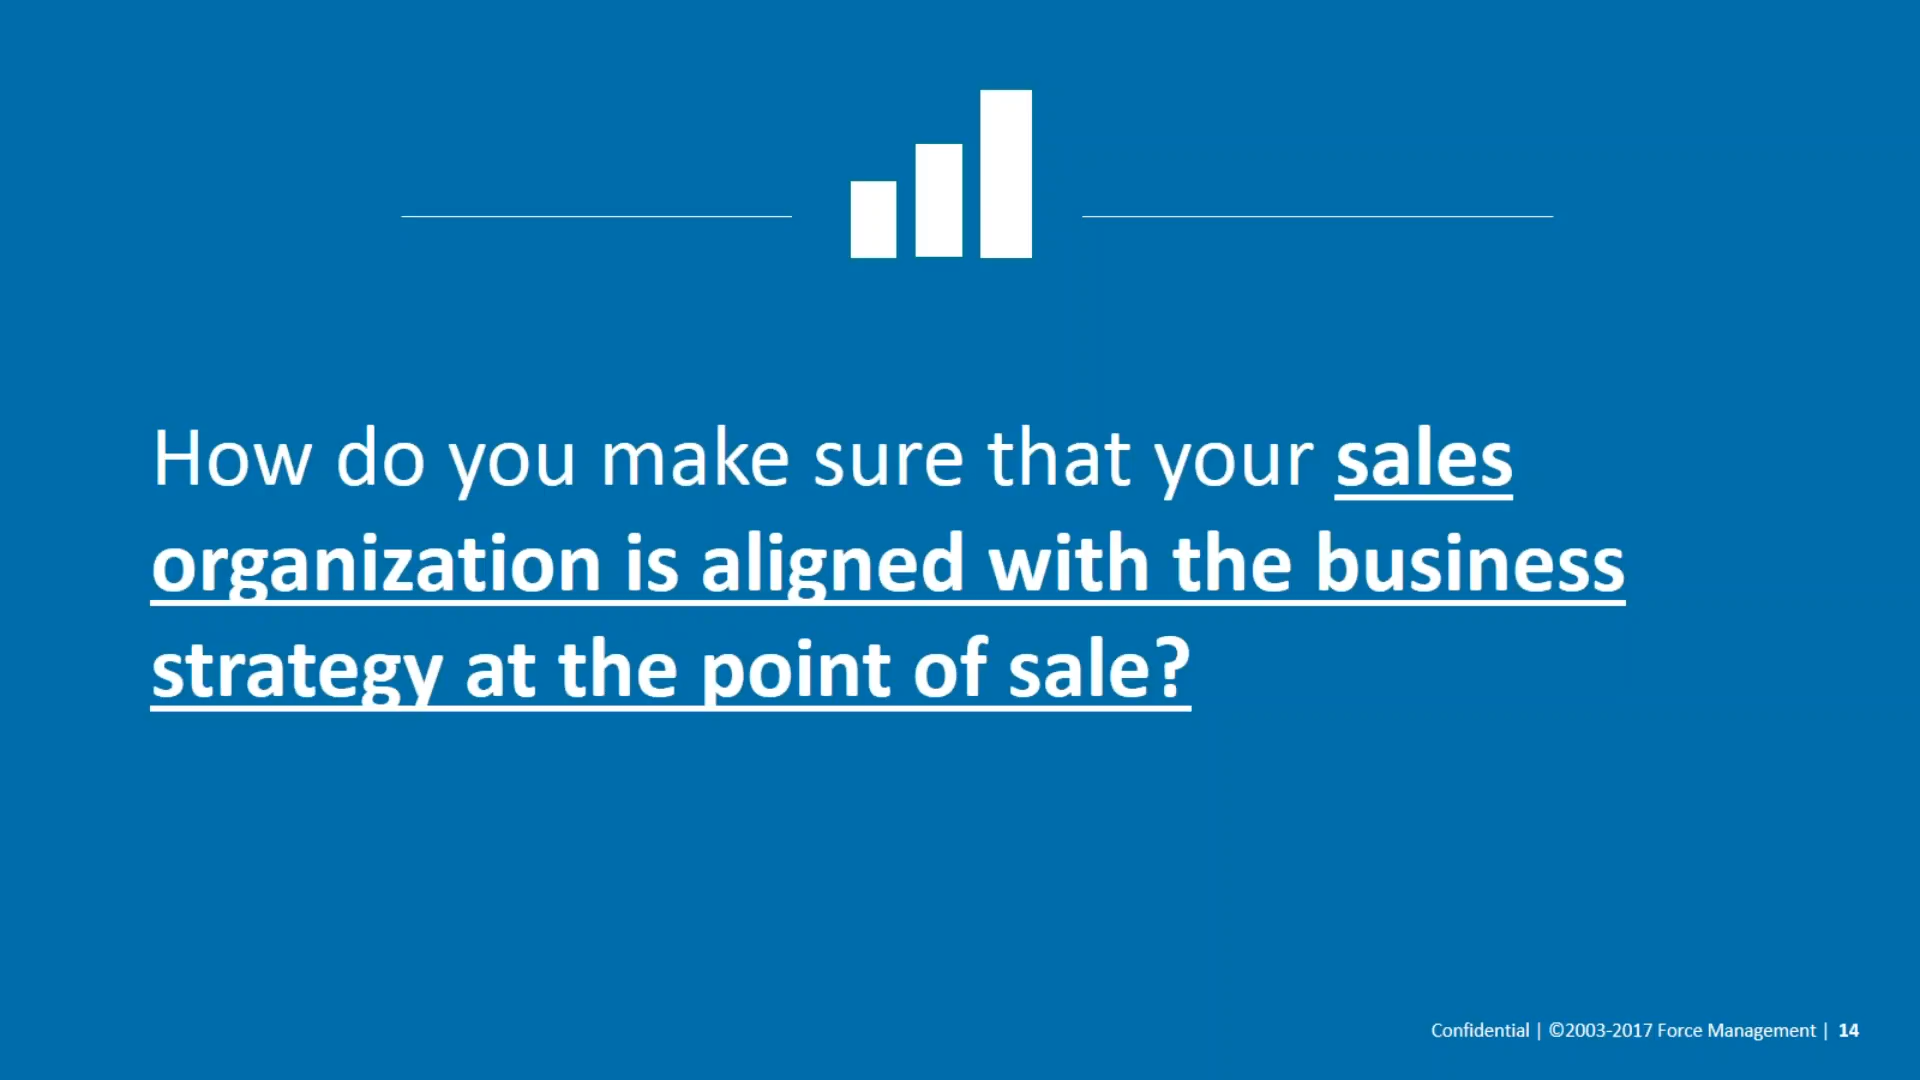 How do you make sure that your sales
organization is aligned with the business
strategy at the point of sale?
Confidential | ©2003-2017 Force Management | 14